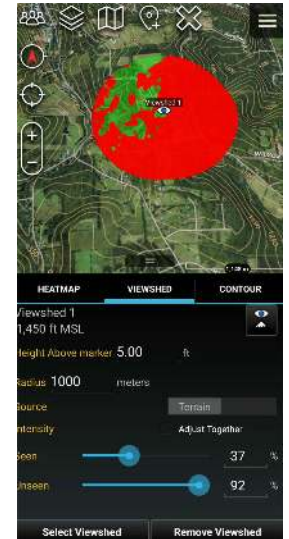 Viewshed 1
HEATMAP VIEWSHED CONTOUR
Viewshed 1
1,450 ft MSL
Height Above marker 5.00 ft
Radius 1000 meters
Source Terrain
Intensity Adjust Together
Seen 37 %
Unseen 92 %
Select Viewshed Remove Viewshed